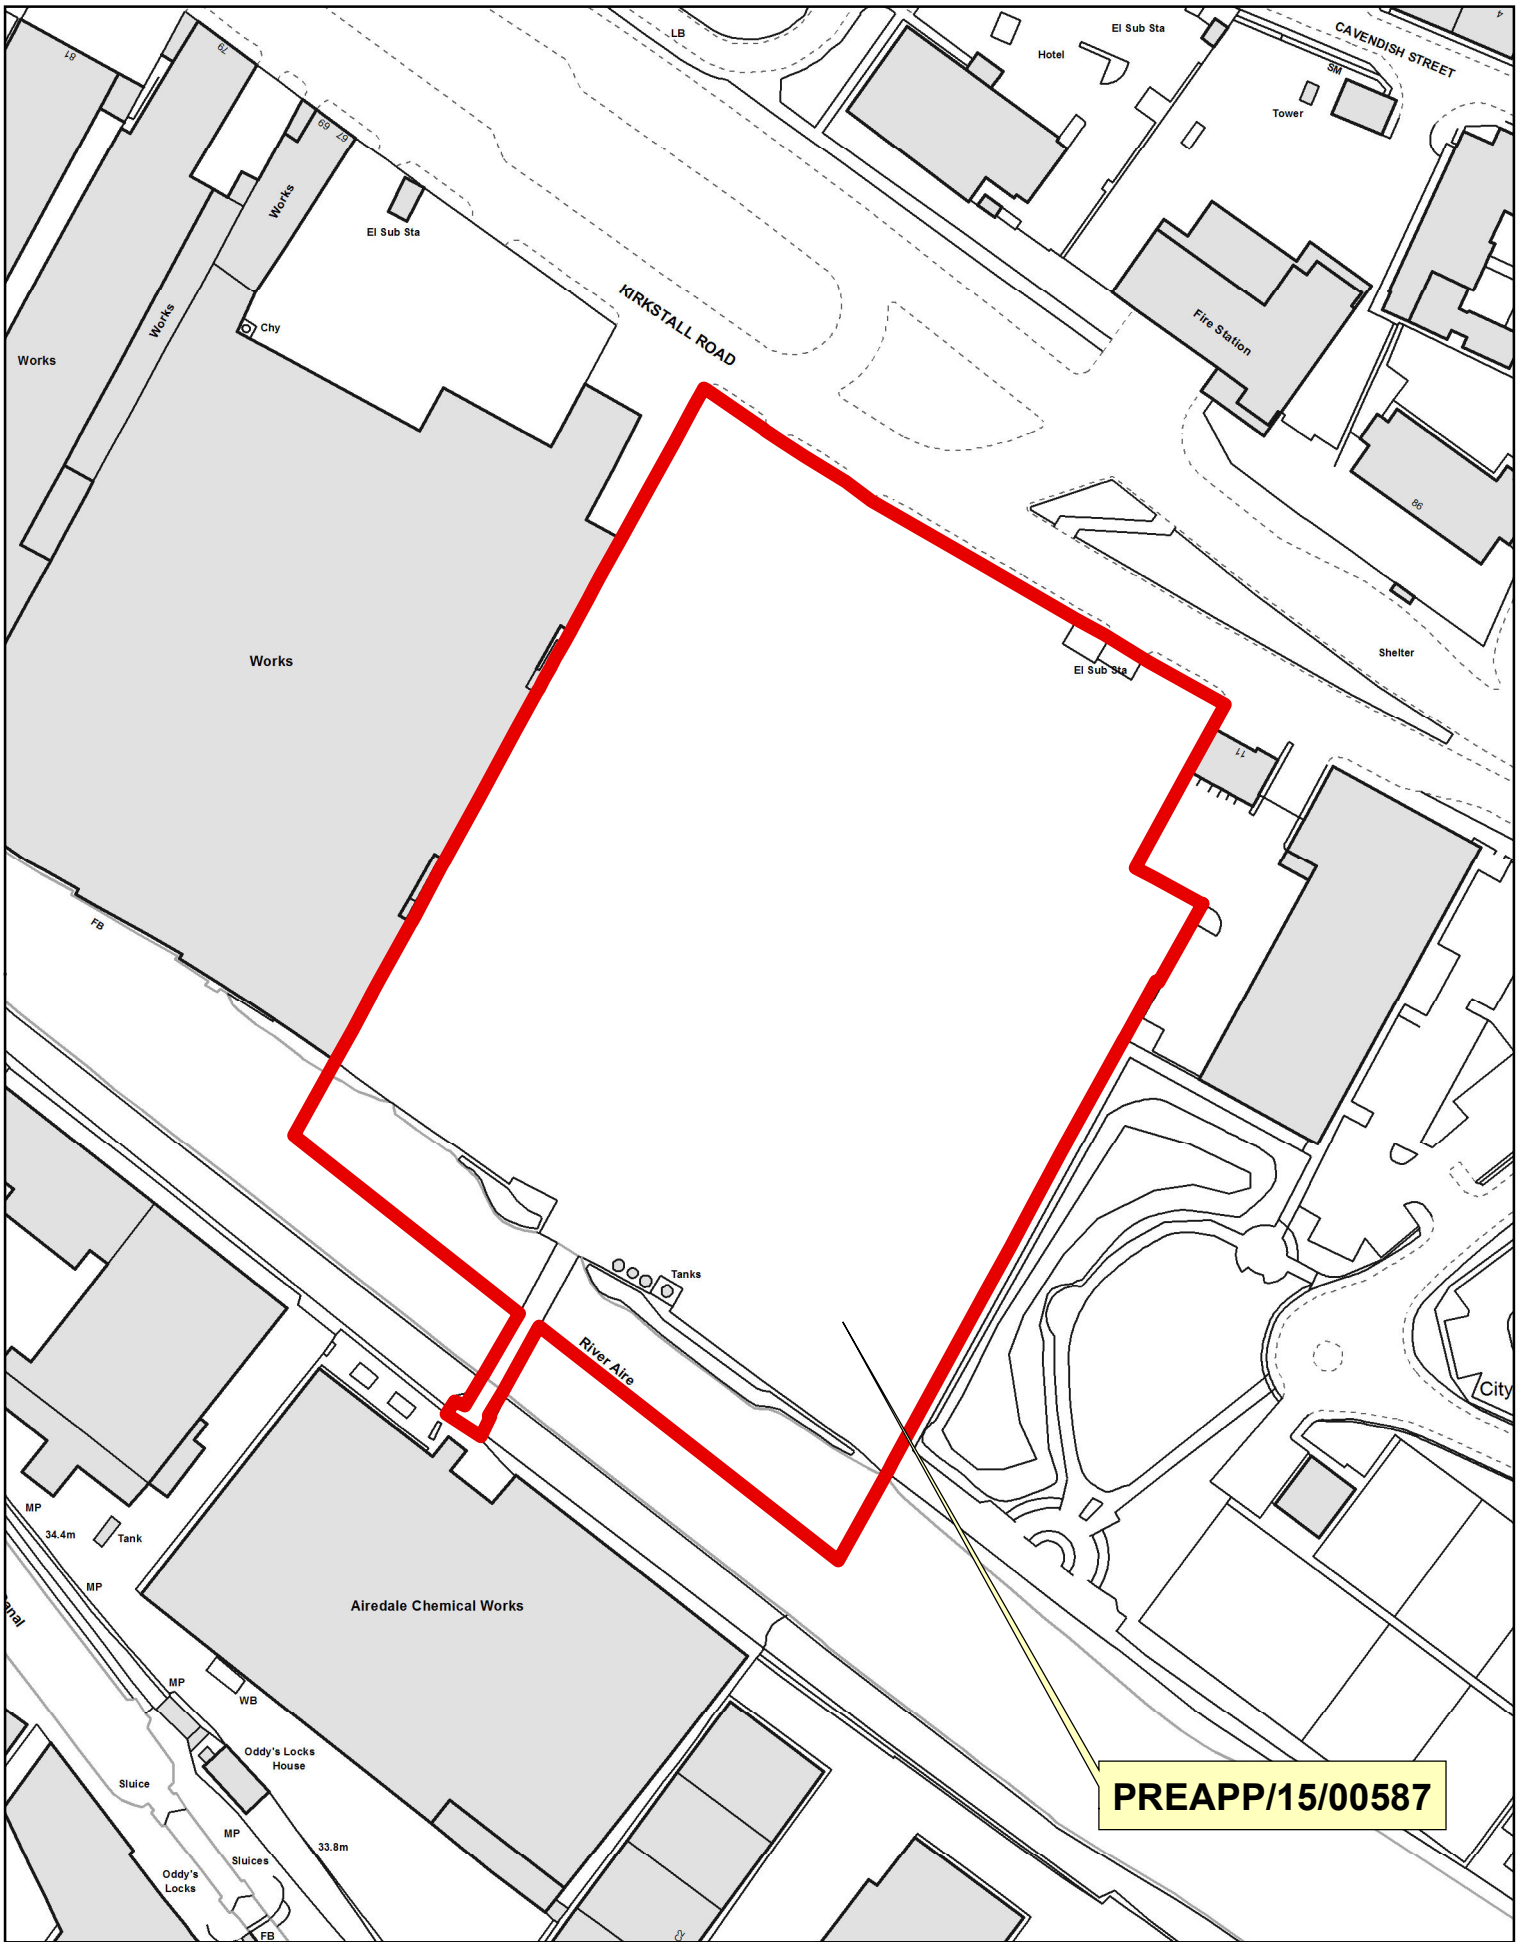 81
79
LB
El Sub Sta
Hotel
CAVENDISH STREET
SM
4
Tower
69
67
Works
El Sub Sta
KIRKSTALL ROAD
Works
Chy
Works
Fire Station
86
Works
Shelter
El Sub Sta
11
FB
Tanks
River Aire
City
MP
34.4m
Tank
MP
Airedale Chemical Works
MP
WB
Oddy's Locks
House
Sluice
PREAPP/15/00587
MP
Sluices
33.8m
Oddy's
Locks
FB
C2